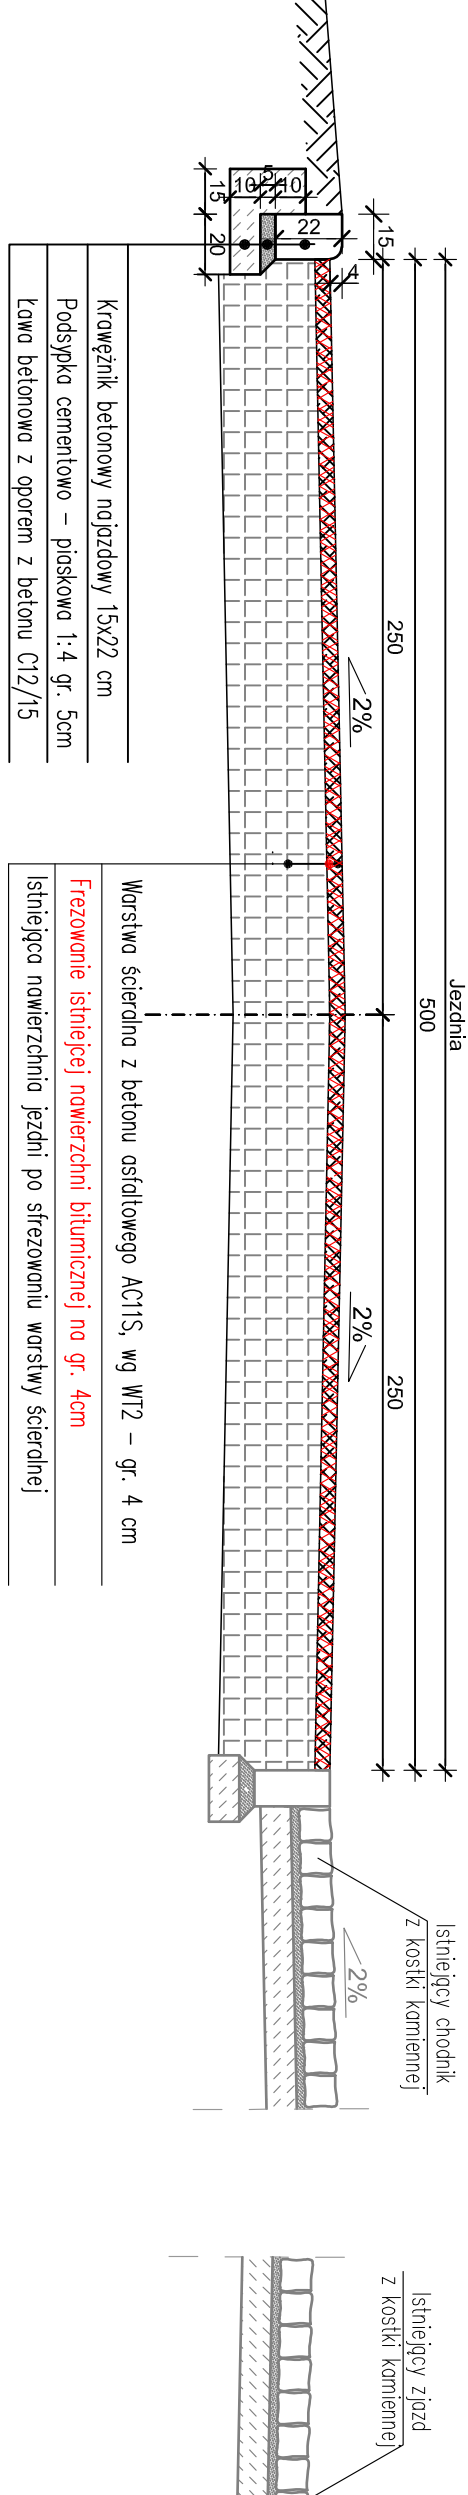 Jezdnia
500
250
250
2%
2%
15
22
4
5
10
10
15
20
Krawężnik betonowy najazdowy 15x22 cm
Podsypka cementowo - piaskowa 1:4 gr. 5cm
Ława betonowa z oporem z betonu C12/15
Warstwa ścieralna z betonu asfaltowego AC11S, wg WT2 - gr. 4 cm
Frezowanie istniejcej nawierzchni bitumicznej na gr. 4cm
Istniejąca nawierzchnia jezdni po sfrezowaniu warstwy ścieralnej
Istniejący chodnik
z kostki kamiennej
2%
Istniejący zjazd
z kostki kamiennej